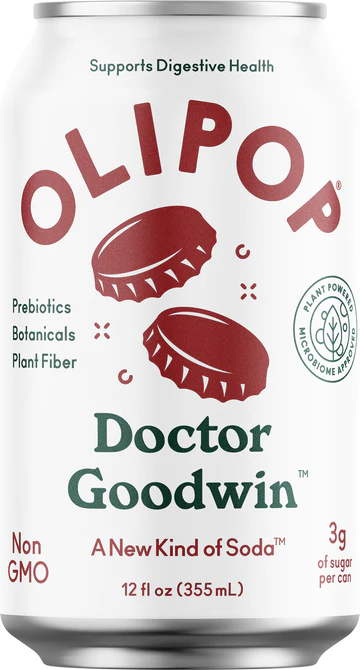 Supports Digestive Health
OLIPOP®
Prebiotics
Botanicals
Plant Fiber
PLANT POWERED
MICROBIOME APPROVED
Doctor
Goodwin™
Non
GMO
A New Kind of Soda™
3g
of sugar
per can
12 fl oz (355 mL)